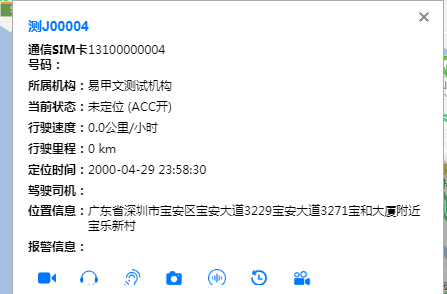 测J00004
通信SIM卡13100000004
号码：
所属机构：易甲文测试机构
当前状态：未定位 (ACC开)
行驶速度：0.0公里/小时
行驶里程：0 km
定位时间：2000-04-29 23:58:30
驾驶司机：
位置信息：广东省深圳市宝安区宝安大道3229宝安大道3271宝和大厦附近
宝乐新村
报警信息：